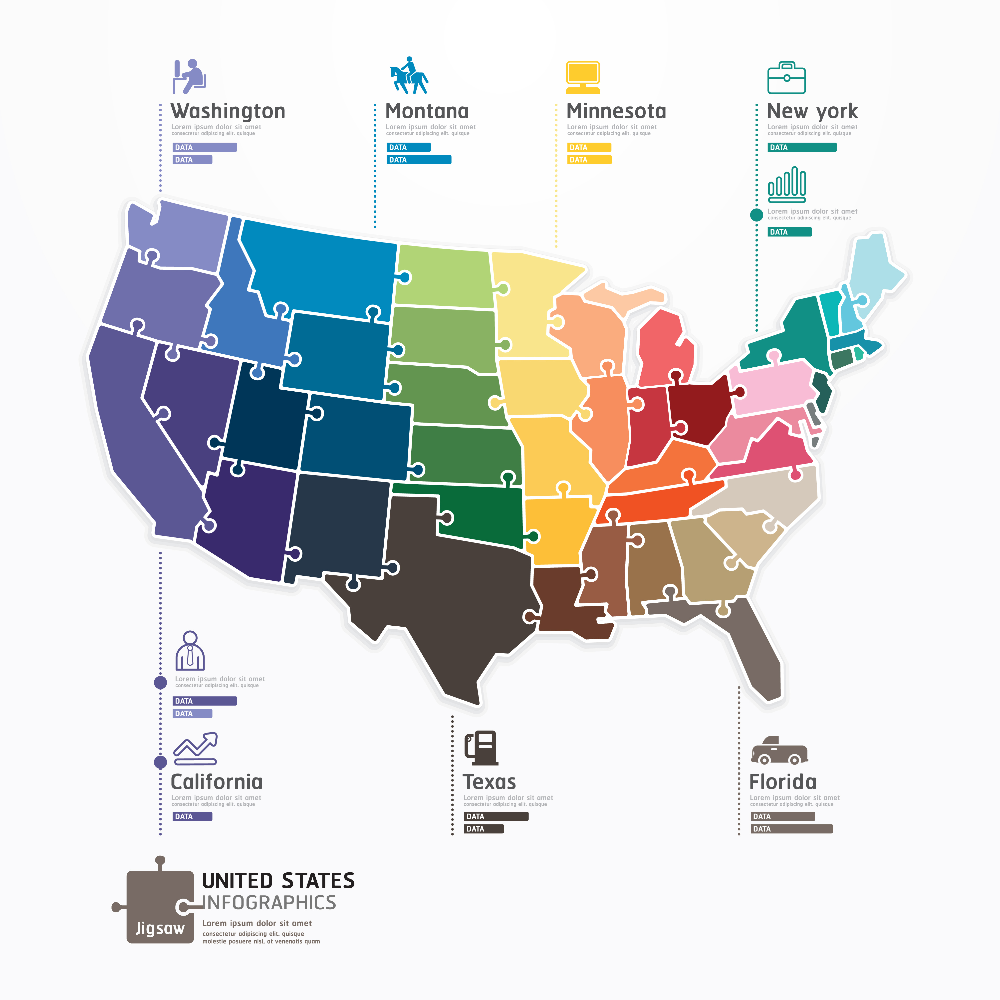 Washington
Lorem ipsum dolor sit amet
consectetur adipiscing elit. quisque
DATA
DATA
Montana
Lorem ipsum dolor sit amet
consectetur adipiscing elit. quisque
DATA
DATA
Minnesota
Lorem ipsum dolor sit amet
consectetur adipiscing elit. quisque
DATA
DATA
New york
Lorem ipsum dolor sit amet
consectetur adipiscing elit. quisque
DATA
Lorem ipsum dolor sit amet
consectetur adipiscing elit. quisque
DATA
Lorem ipsum dolor sit amet
consectetur adipiscing elit. quisque
DATA
DATA
California
Lorem ipsum dolor sit amet
consectetur adipiscing elit. quisque
DATA
Texas
Lorem ipsum dolor sit amet
consectetur adipiscing elit. quisque
DATA
DATA
Florida
Lorem ipsum dolor sit amet
consectetur adipiscing elit. quisque
DATA
DATA
Jigsaw
UNITED STATES
INFOGRAPHICS
Lorem ipsum dolor sit amet
consectetur adipiscing elit. quisque
molestie posuere nisi, at venenatis quam